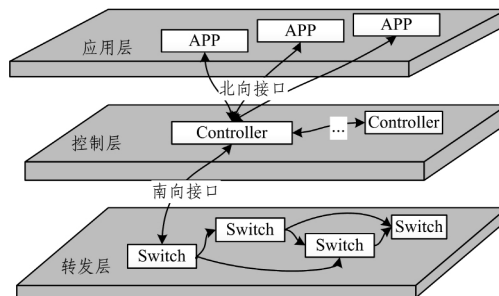 APP
APP
APP
应用层
北向接口
Controller
...
Controller
控制层
南向接口
Switch
Switch
Switch
Switch
转发层